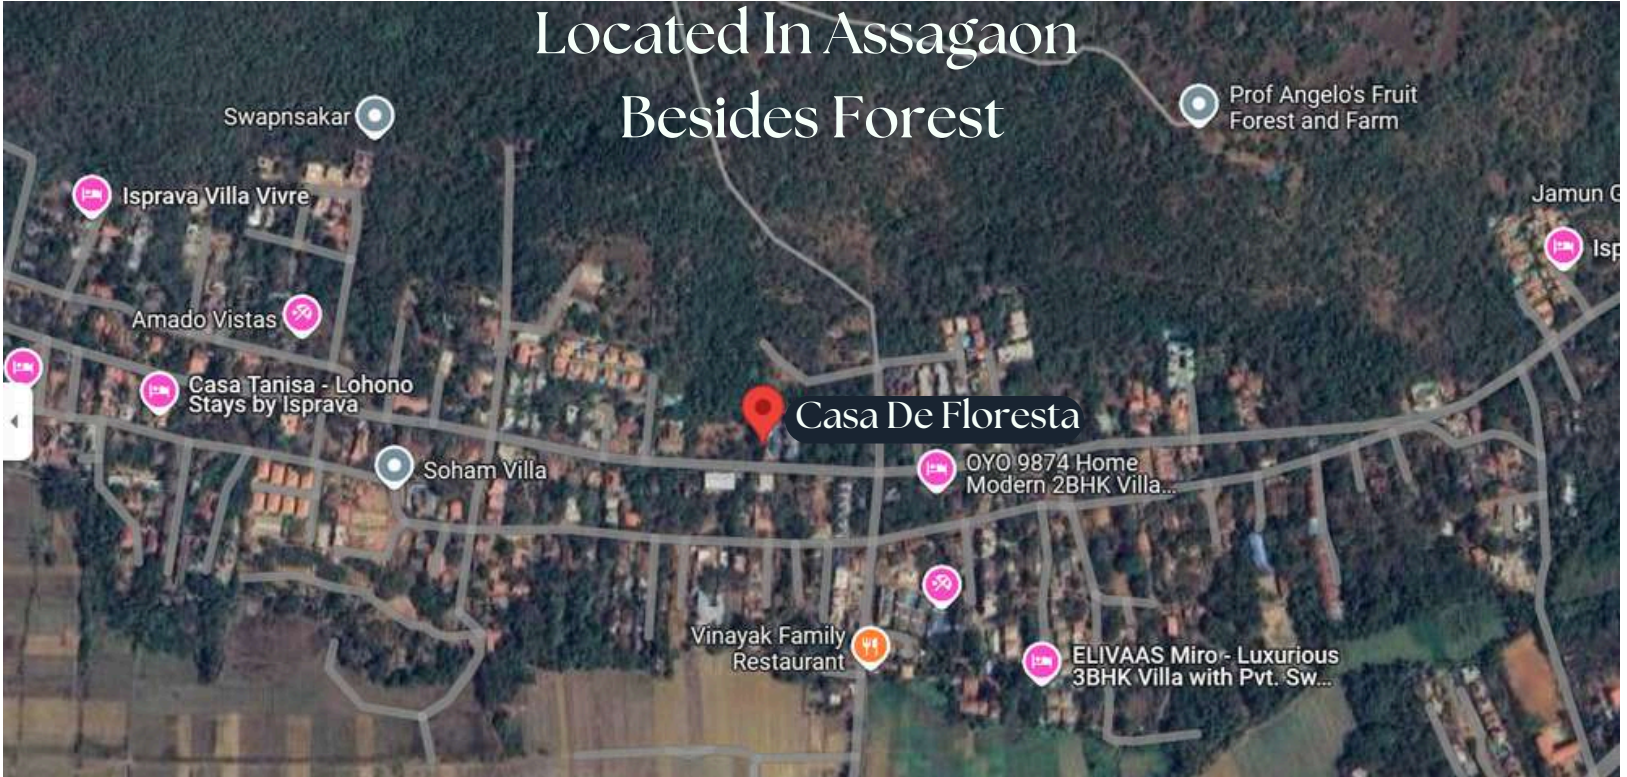 Located In Assagaon
Besides Forest
Swapnsakar
Prof Angelo's Fruit
Forest and Farm
Isprava Villa Vivre
Jamun G
Isp
Amado Vistas
Casa Tanisa - Lohono
Stays by Isprava
Casa De Floresta
Soham Villa
OYO 9874 Home
Modern 2BHK Villa...
Vinayak Family
Restaurant
ELIVAAS Miro - Luxurious
3BHK Villa with Pvt. Sw...